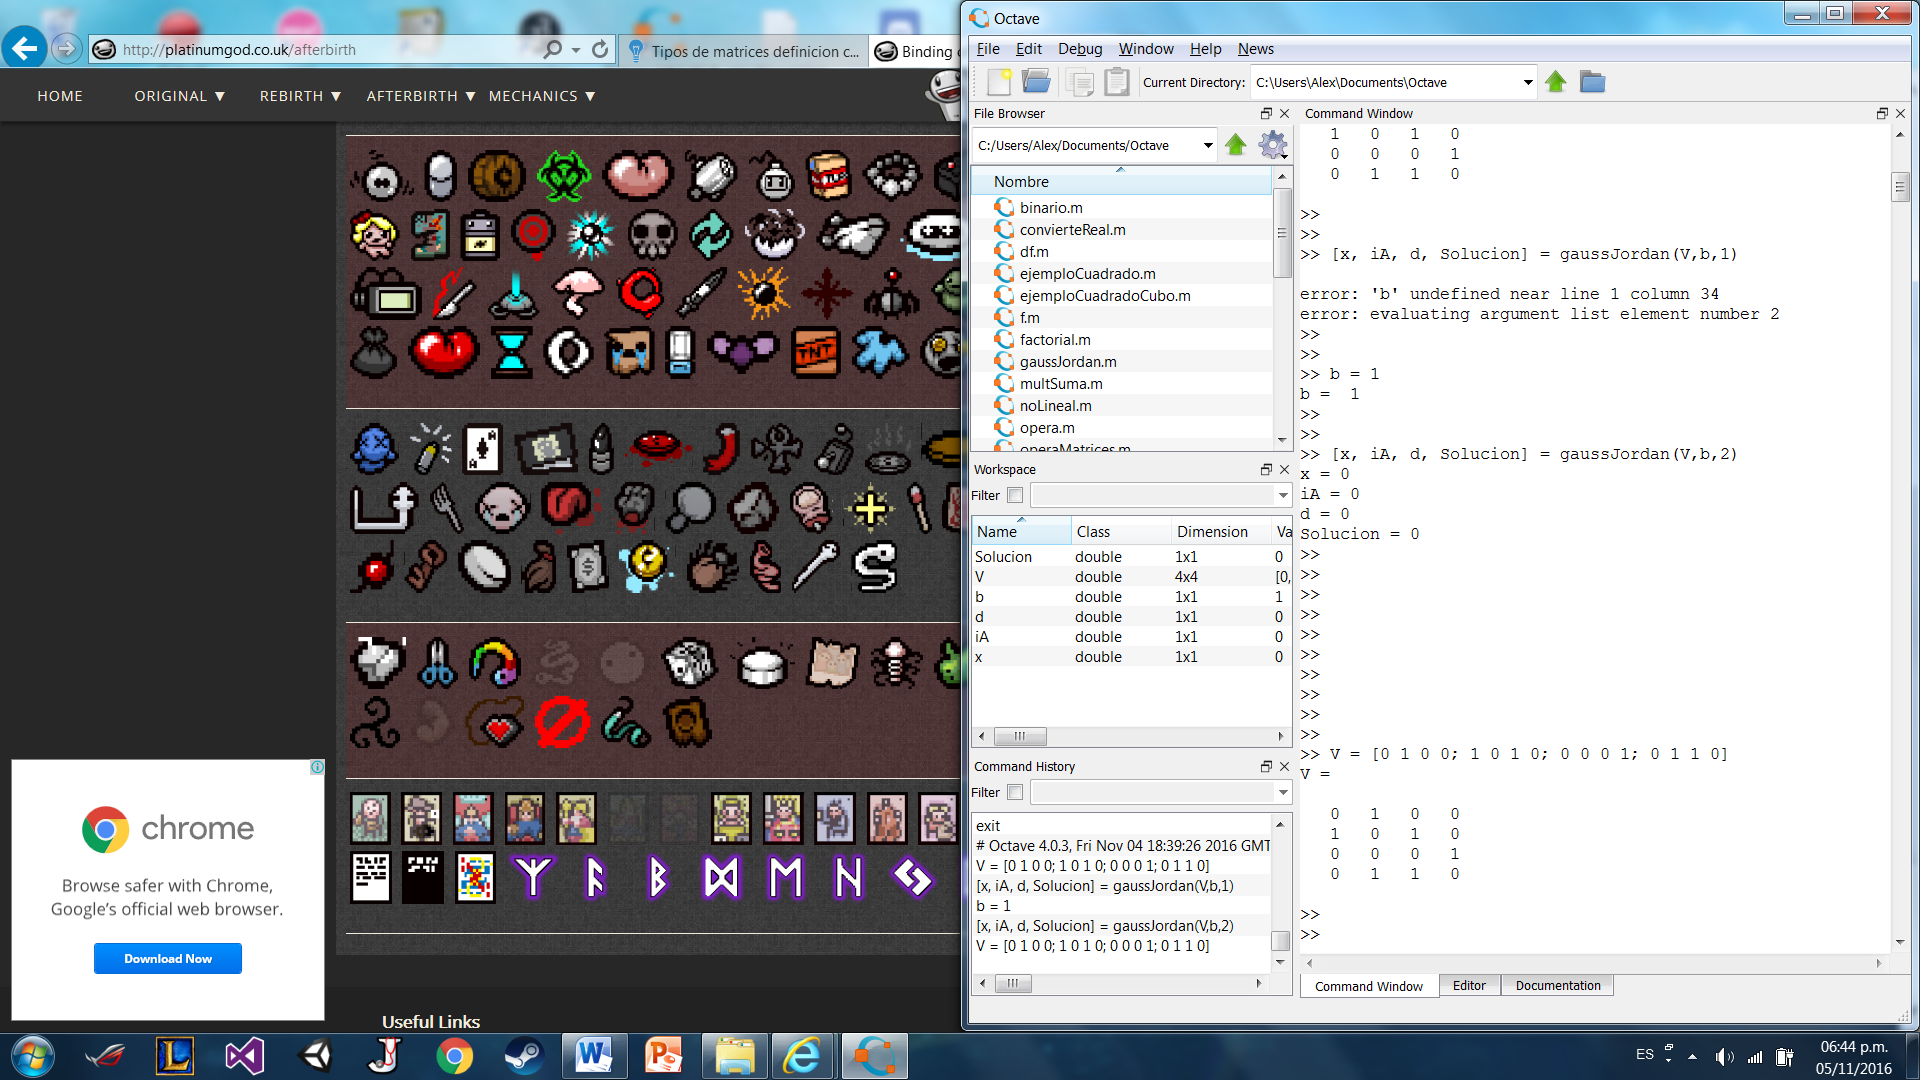 http://platinumgod.co.uk/afterbirth
Tipos de matrices definicion c...
Binding
HOME
ORIGINAL ▼
REBIRTH ▼
AFTERBIRTH ▼
MECHANICS ▼
TNT
chrome
Browse safer with Chrome,
Google's official web browser.
Download Now
Useful Links
Octave
File Edit Debug Window Help News
Current Directory: C:\Users\Alex\Documents\Octave
File Browser
C:/Users/Alex/Documents/Octave
Nombre
binario.m
convierteReal.m
df.m
ejemploCuadrado.m
ejemploCuadradoCubo.m
f.m
factorial.m
gaussJordan.m
multSuma.m
noLineal.m
opera.m
operaMatrices.m
Workspace
Filter
Name Class Dimension Va
Solucion double 1x1 0
V double 4x4 [0,
b double 1x1 1
d double 1x1 0
iA double 1x1 0
x double 1x1 0
Command History
Filter
exit
# Octave 4.0.3, Fri Nov 04 18:39:26 2016 GMT
V = [0 1 0 0; 1 0 1 0; 0 0 0 1; 0 1 1 0]
[x, iA, d, Solucion] = gaussJordan(V,b,1)
b = 1
[x, iA, d, Solucion] = gaussJordan(V,b,2)
V = [0 1 0 0; 1 0 1 0; 0 0 0 1; 0 1 1 0]
Command Window
1 0 1 0
0 0 0 1
0 1 1 0
>>
>>
>> [x, iA, d, Solucion] = gaussJordan(V,b,1)
error: 'b' undefined near line 1 column 34
error: evaluating argument list element number 2
>>
>>
>> b = 1
b = 1
>>
>>
>> [x, iA, d, Solucion] = gaussJordan(V,b,2)
x = 0
iA = 0
d = 0
Solucion = 0
>>
>>
>>
>>
>>
>>
>>
>>
>>
>>
>> V = [0 1 0 0; 1 0 1 0; 0 0 0 1; 0 1 1 0]
V =
0 1 0 0
1 0 1 0
0 0 0 1
0 1 1 0
>>
>>
Command Window Editor Documentation
ES
06:44 p.m.
05/11/2016